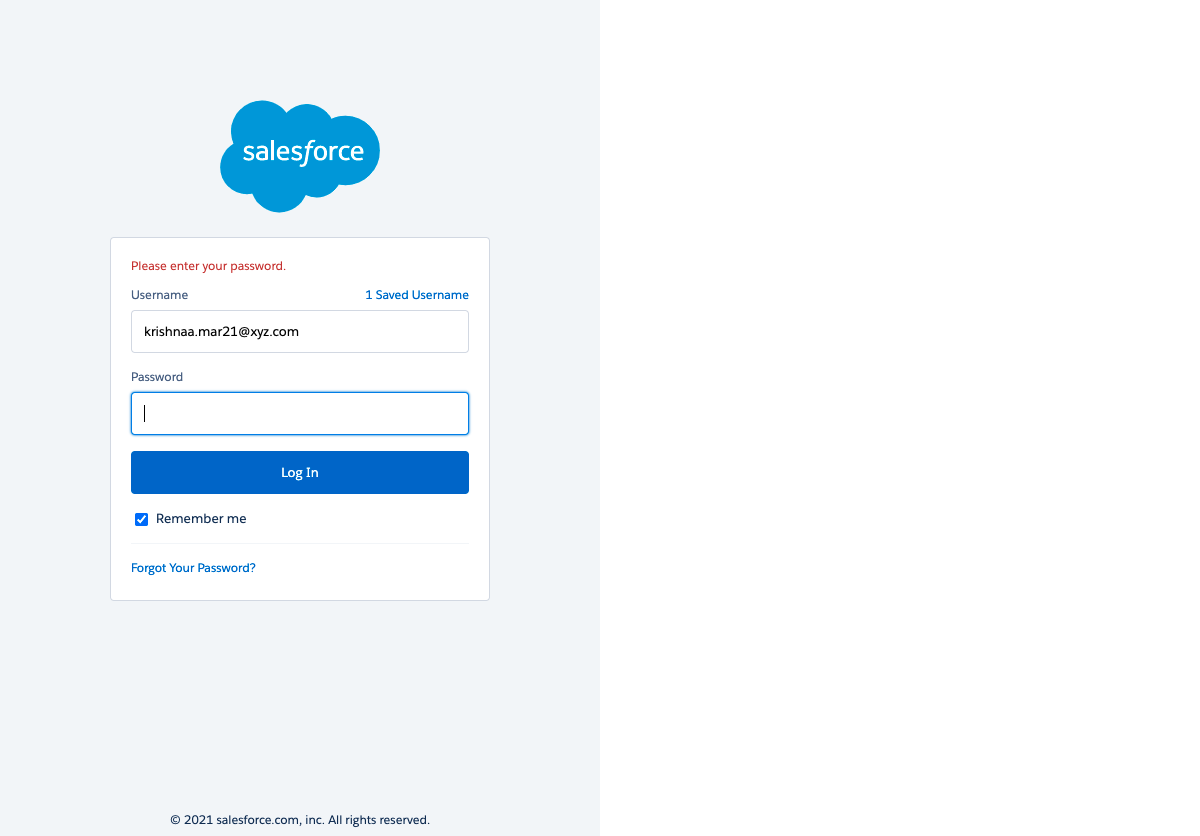 salesforce
Please enter your password.
Username 1 Saved Username
krishnaa.mar21@xyz.com
Password
Log In
Remember me
Forgot Your Password?
© 2021 salesforce.com, inc. All rights reserved.